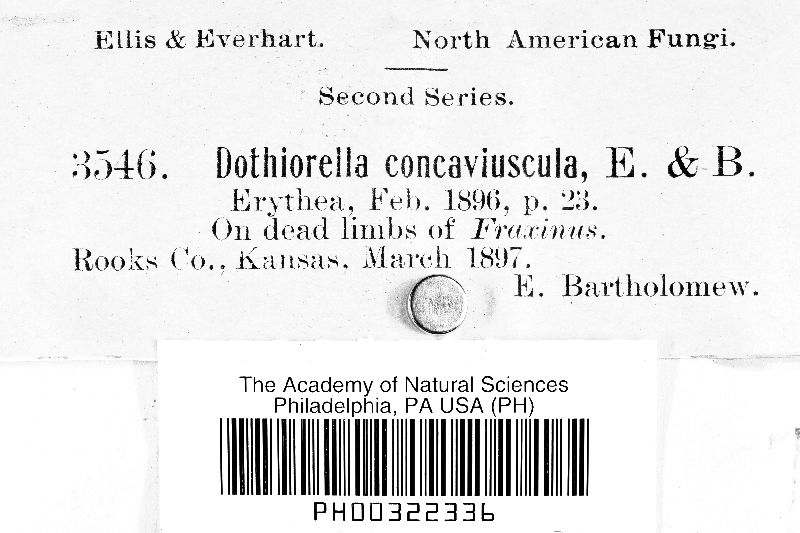 Ellis & Everhart. North American Fungi.
Second Series.
3546. Dothiorella concaviuscula, E. & B.
Erythea, Feb. 1896, p. 23.
On dead limbs of Fraxinus.
Rooks Co., Kansas, March 1897.
E. Bartholomew.
The Academy of Natural Sciences
Philadelphia, PA USA (PH)
PH00322336